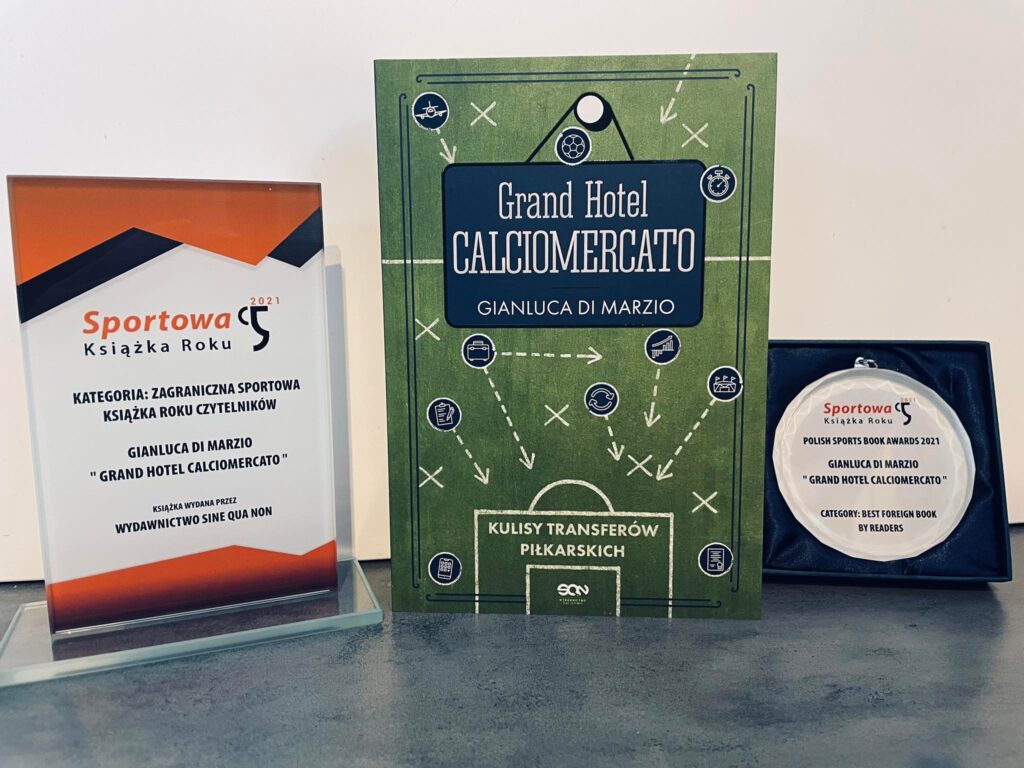 Sportowa 2021
Książka Roku
KATEGORIA: ZAGRANICZNA SPORTOWA
KSIĄŻKA ROKU CZYTELNIKÓW
GIANLUCA DI MARZIO
" GRAND HOTEL CALCIOMERCATO "
KSIĄŻKA WYDANA PRZEZ
WYDAWNICTWO SINE QUA NON
Grand Hotel
CALCIOMERCATO
GIANLUCA DI MARZIO
KULISY TRANSFERÓW
PIŁKARSKICH
SQN
Sportowa 2021
Książka Roku
POLISH SPORTS BOOK AWARDS 2021
GIANLUCA DI MARZIO
" GRAND HOTEL CALCIOMERCATO "
CATEGORY: BEST FOREIGN BOOK
BY READERS